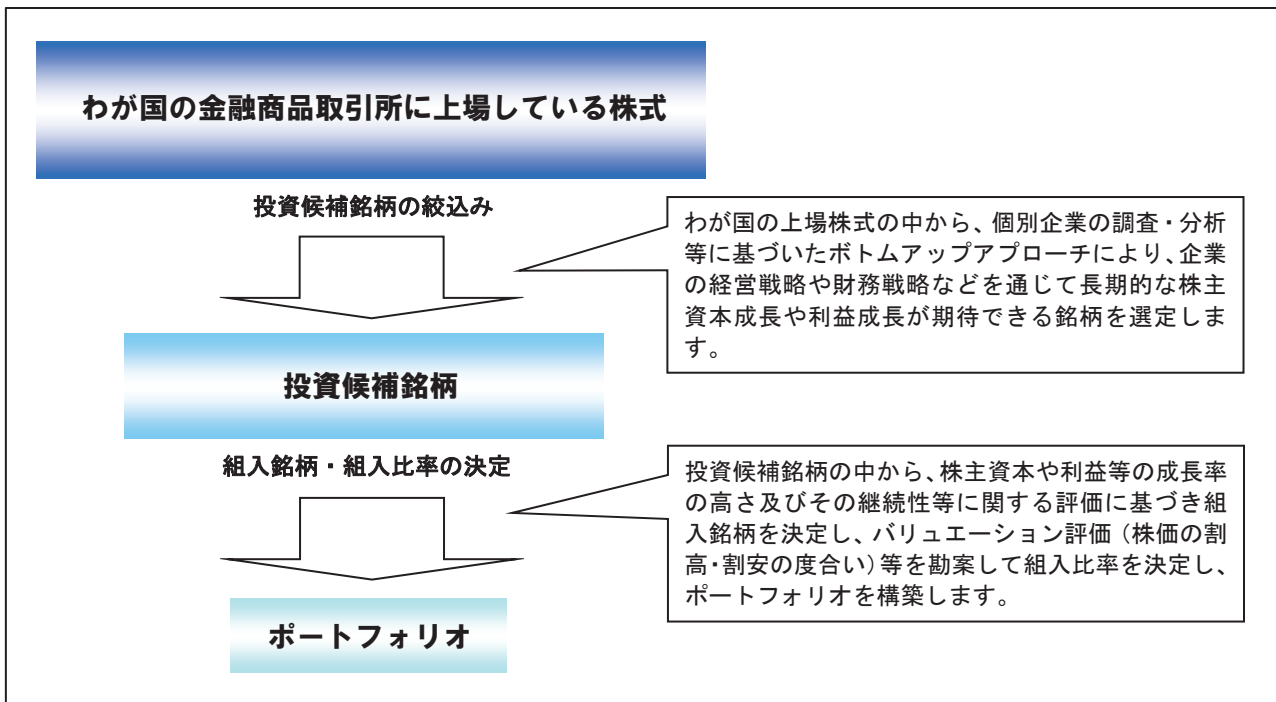 わが国の金融商品取引所に上場している株式
投資候補銘柄の絞込み
わが国の上場株式の中から、個別企業の調査・分析
等に基づいたボトムアップアプローチにより、企業
の経営戦略や財務戦略などを通じて長期的な株主
資本成長や利益成長が期待できる銘柄を選定しま
す。
投資候補銘柄
組入銘柄・組入比率の決定
投資候補銘柄の中から、株主資本や利益等の成長率
の高さ及びその継続性等に関する評価に基づき組
入銘柄を決定し、バリュエーション評価（株価の割
高・割安の度合い）等を勘案して組入比率を決定し、
ポートフォリオを構築します。
ポートフォリオ